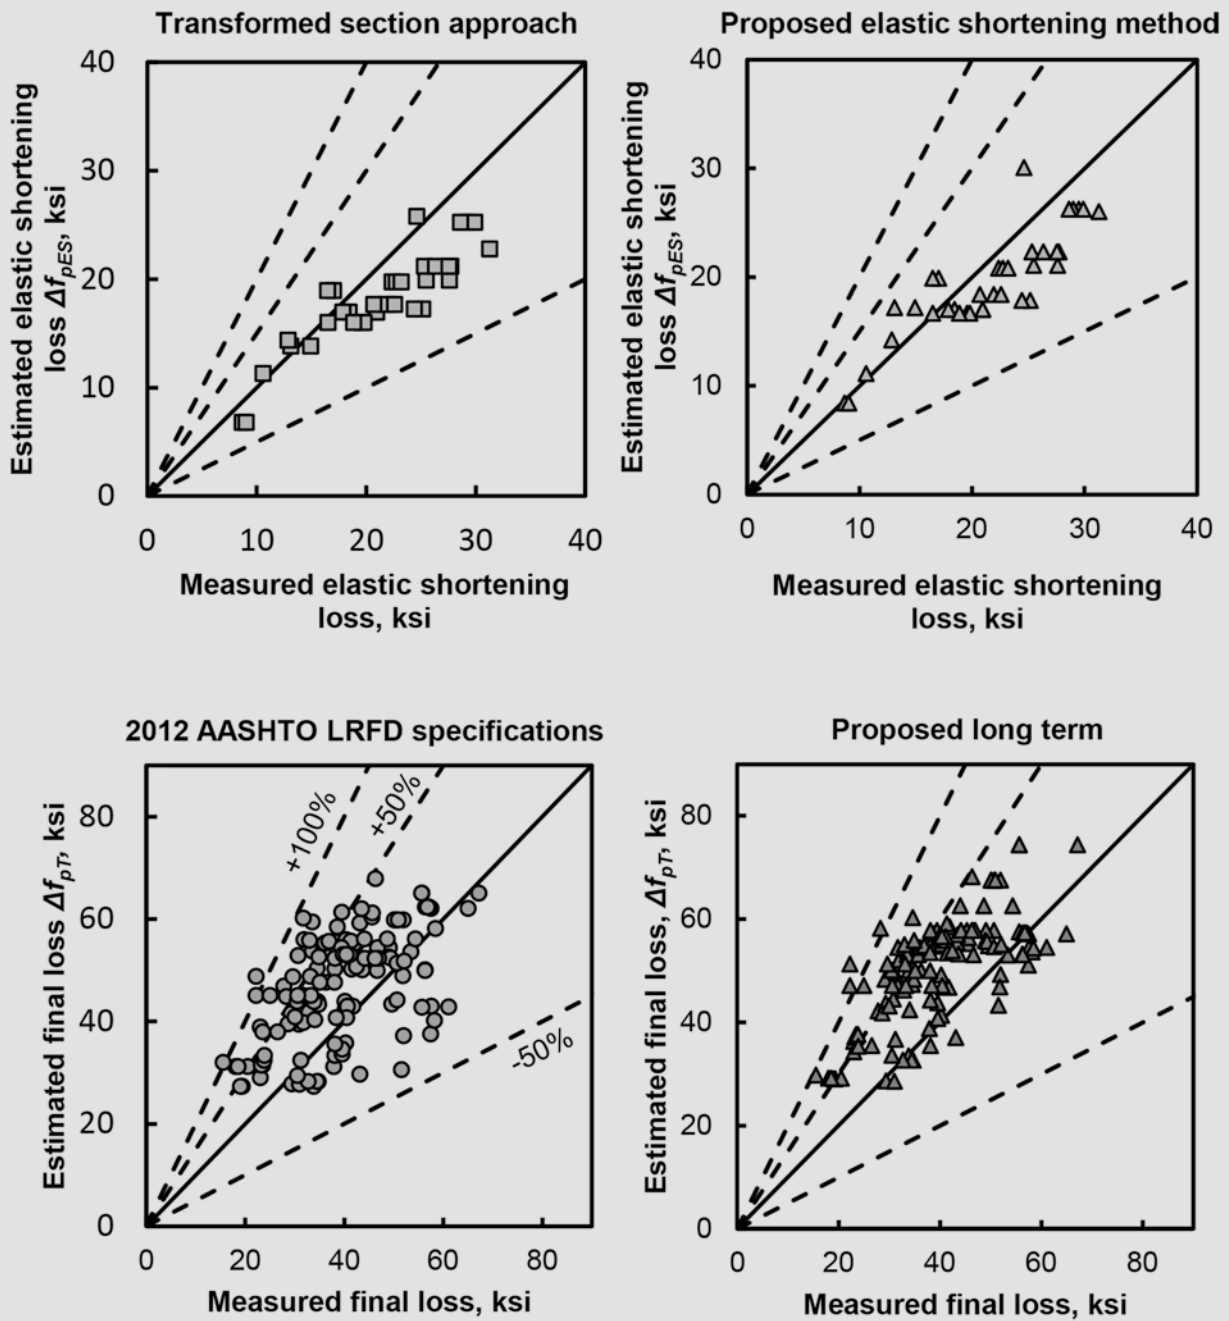 Transformed section approach
Estimated elastic shortening
loss Δf_pES, ksi
40
30
20
10
0
0 10 20 30 40
Measured elastic shortening
loss, ksi
Proposed elastic shortening method
Estimated elastic shortening
loss Δf_pES, ksi
40
30
20
10
0
0 10 20 30 40
Measured elastic shortening
loss, ksi
2012 AASHTO LRFD specifications
Estimated final loss Δf_pT, ksi
80
60
40
20
0
+100%
+50%
-50%
0 20 40 60 80
Measured final loss, ksi
Proposed long term
Estimated final loss, Δf_pT, ksi
80
60
40
20
0
0 20 40 60 80
Measured final loss, ksi